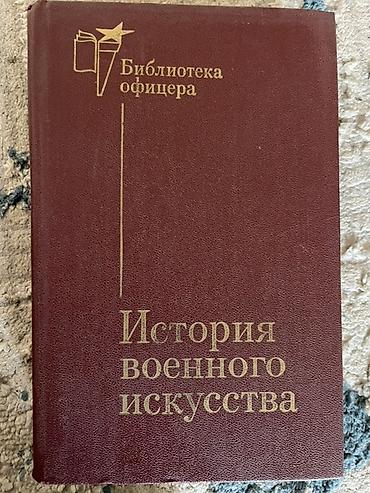 Библиотека
офицера
История
военного
искусства